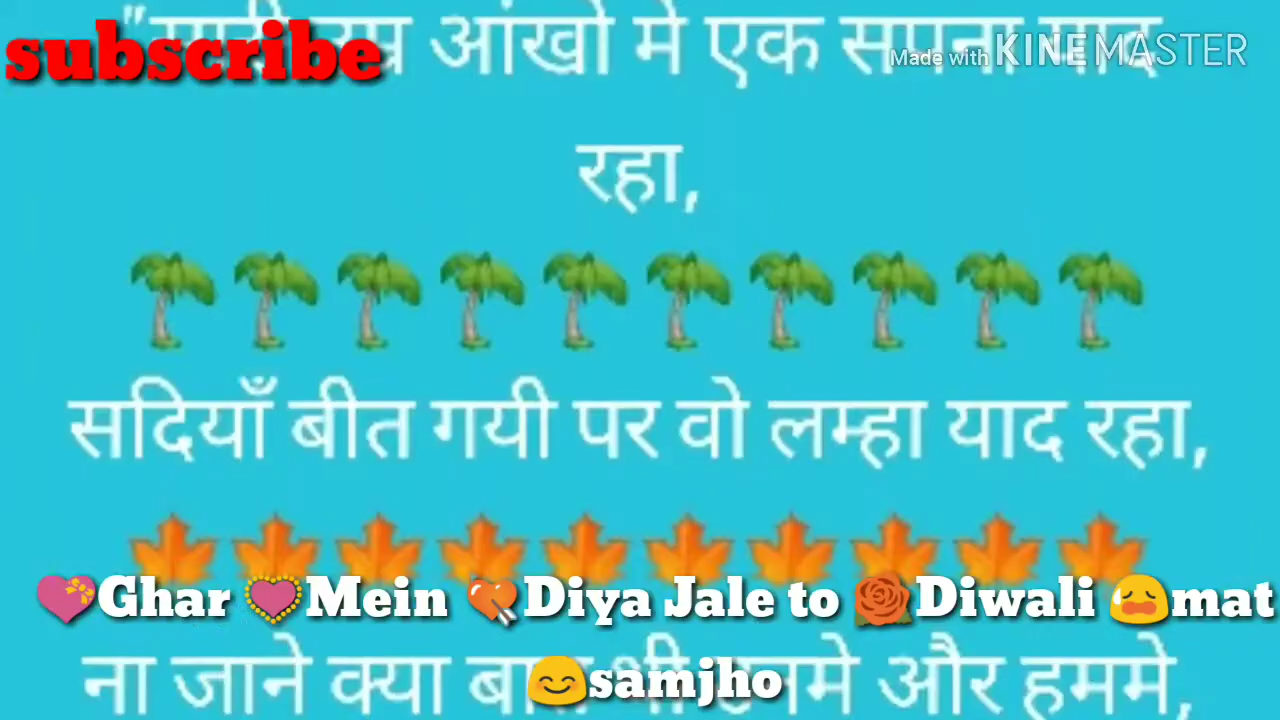 subscribe
आंखो मे एक सपना याद
Made with KINEMASTER
रहा,
सदियाँ बीत गयी पर वो लम्हा याद रहा,
Ghar Mein Diya Jale to Diwali mat
samjho
ना जाने क्या और हममे,